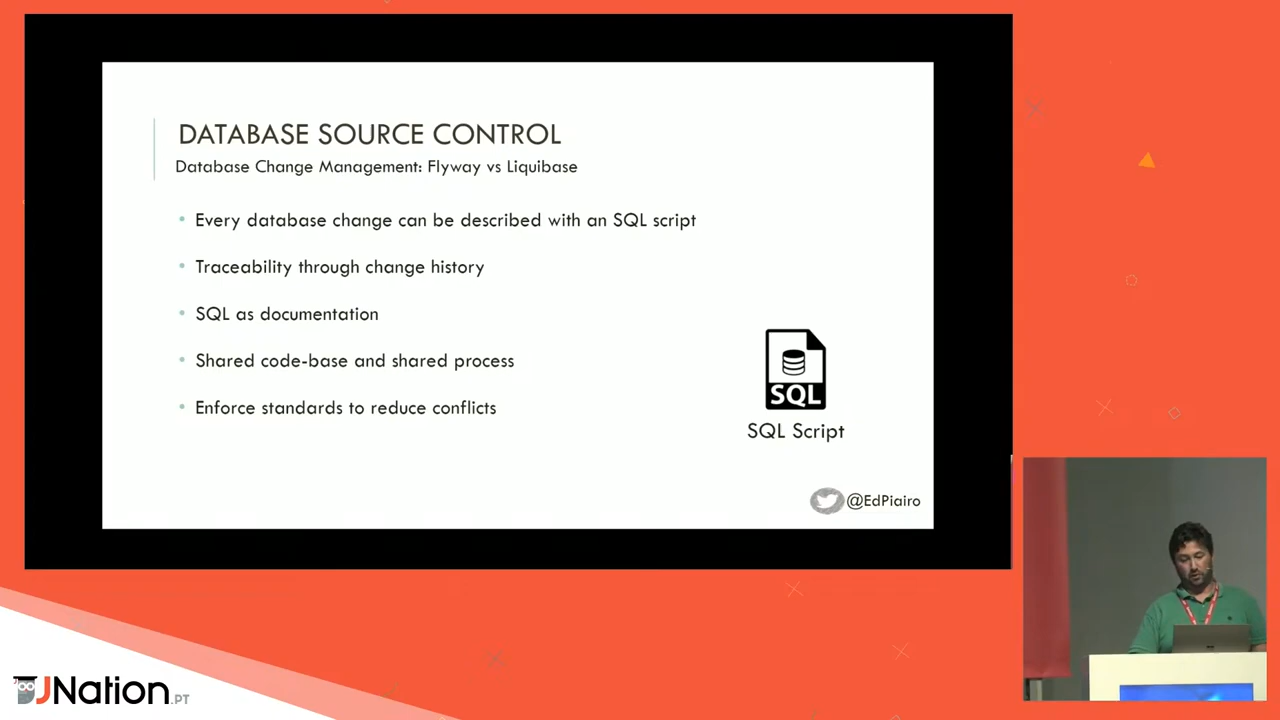 DATABASE SOURCE CONTROL
Database Change Management: Flyway vs Liquibase
• Every database change can be described with an SQL script
• Traceability through change history
• SQL as documentation
• Shared code-base and shared process
• Enforce standards to reduce conflicts
SQL
SQL Script
@EdPiairo
JNation.PT